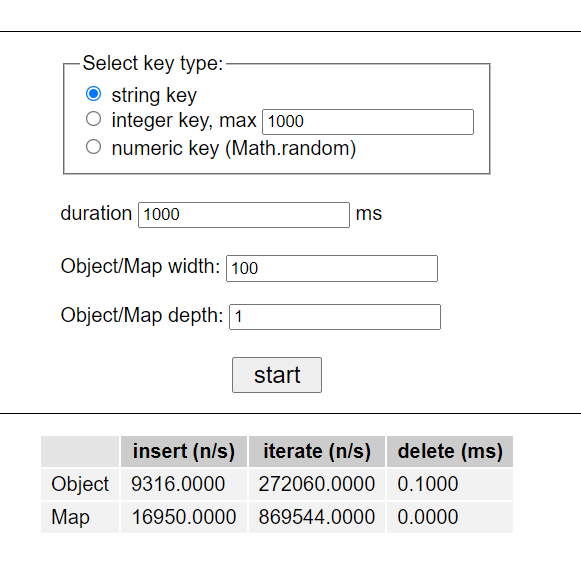 Select key type:
string key
integer key, max 1000
numeric key (Math.random)
duration 1000 ms
Object/Map width: 100
Object/Map depth: 1
start
insert (n/s) iterate (n/s) delete (ms)
Object 9316.0000 272060.0000 0.1000
Map 16950.0000 869544.0000 0.0000